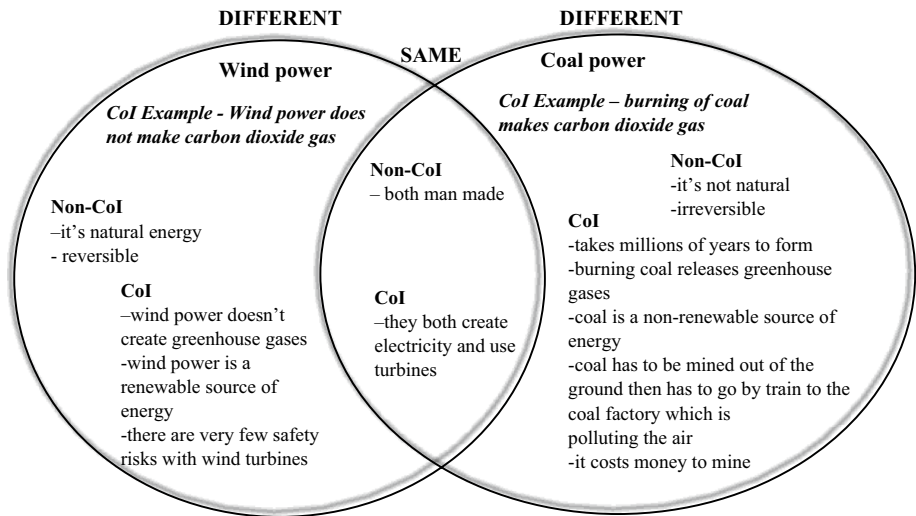 DIFFERENT
SAME
DIFFERENT
Wind power
CoI Example - Wind power does
not make carbon dioxide gas
Non-CoI
–it’s natural energy
- reversible
CoI
–wind power doesn’t
create greenhouse gases
-wind power is a
renewable source of
energy
-there are very few safety
risks with wind turbines
Non-CoI
– both man made
CoI
–they both create
electricity and use
turbines
Coal power
CoI Example – burning of coal
makes carbon dioxide gas
Non-CoI
-it’s not natural
-irreversible
CoI
-takes millions of years to form
-burning coal releases greenhouse
gases
-coal is a non-renewable source of
energy
-coal has to be mined out of the
ground then has to go by train to the
coal factory which is
polluting the air
-it costs money to mine